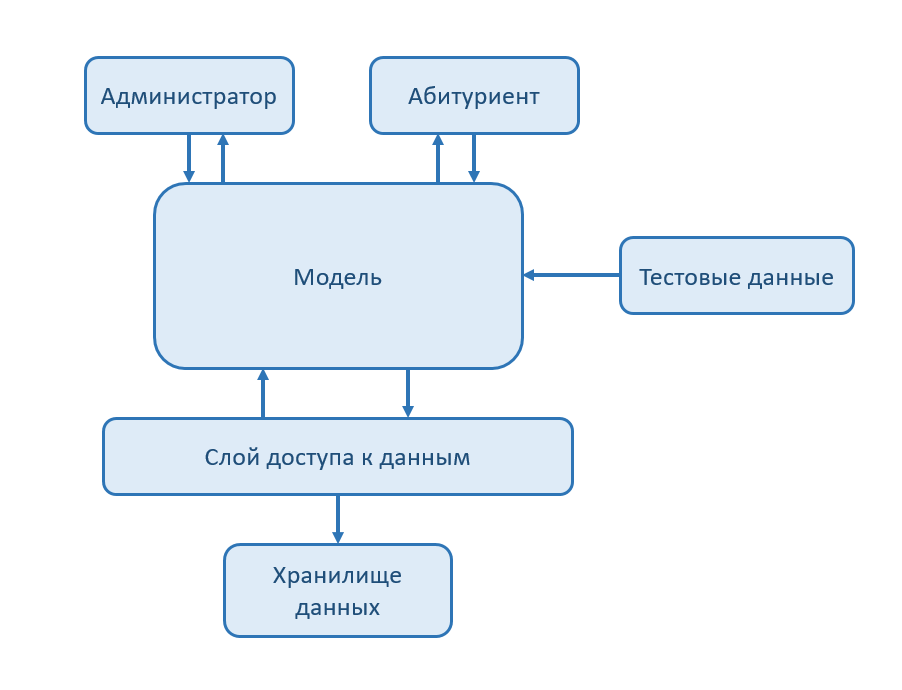 Администратор
Абитуриент
Модель
Тестовые данные
Слой доступа к данным
Хранилище
данных